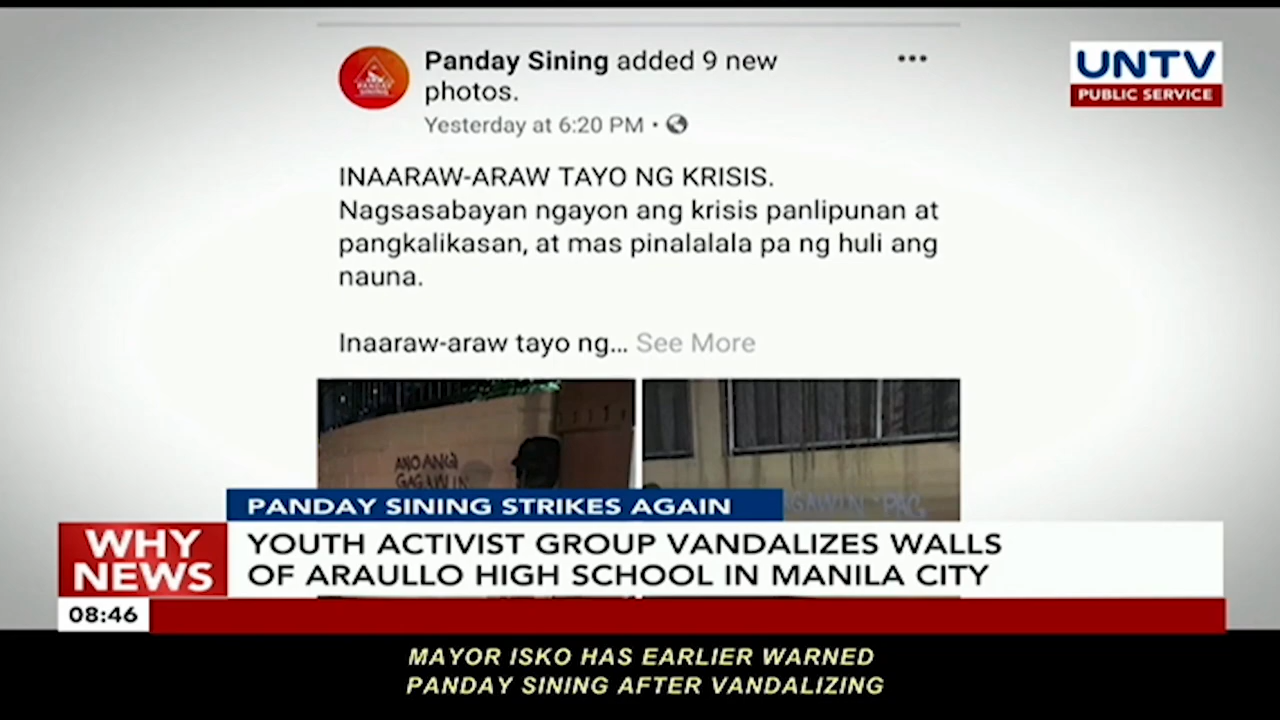 Panday Sining added 9 new
photos.
Yesterday at 6:20 PM ·
UNTV
PUBLIC SERVICE
INAARAW-ARAW TAYO NG KRISIS.
Nagsasabayan ngayon ang krisis panlipunan at
pangkalikasan, at mas pinalalala pa ng huli ang
nauna.
Inaaraw-araw tayo ng... See More
ANO ANG
GAGAWIN
PANDAY SINING STRIKES AGAIN
WHY
NEWS
YOUTH ACTIVIST GROUP VANDALIZES WALLS
OF ARAULLO HIGH SCHOOL IN MANILA CITY
08:46
MAYOR ISKO HAS EARLIER WARNED
PANDAY SINING AFTER VANDALIZING